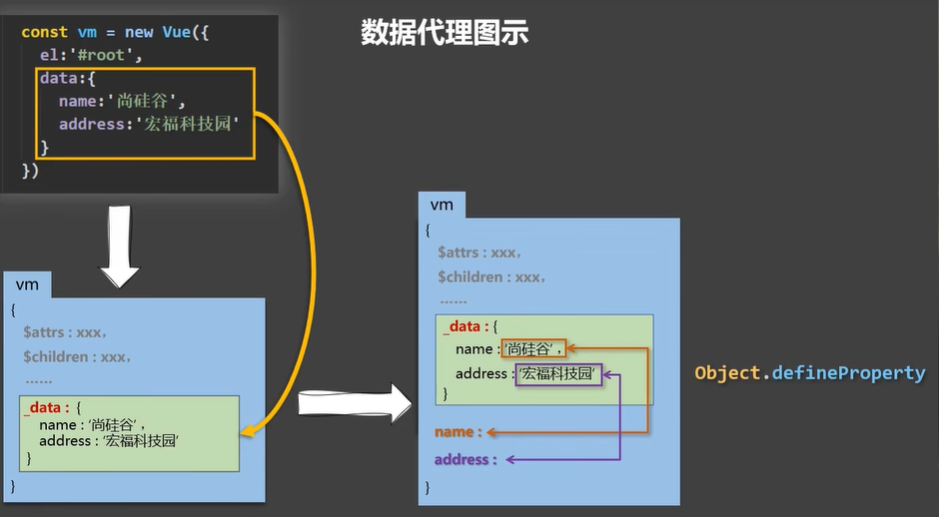 数据代理图示
const vm = new Vue({
el:'#root',
data:{
name:'尚硅谷',
address:'宏福科技园'
}
})
vm
{
$attrs : xxx,
$children : xxx,
......
_data : {
name : '尚硅谷' ,
address : '宏福科技园'
}
}
vm
{
$attrs : xxx,
$children : xxx,
......
_data : {
name : '尚硅谷' ,
address : '宏福科技园'
}
name :
address :
}
Object.defineProperty